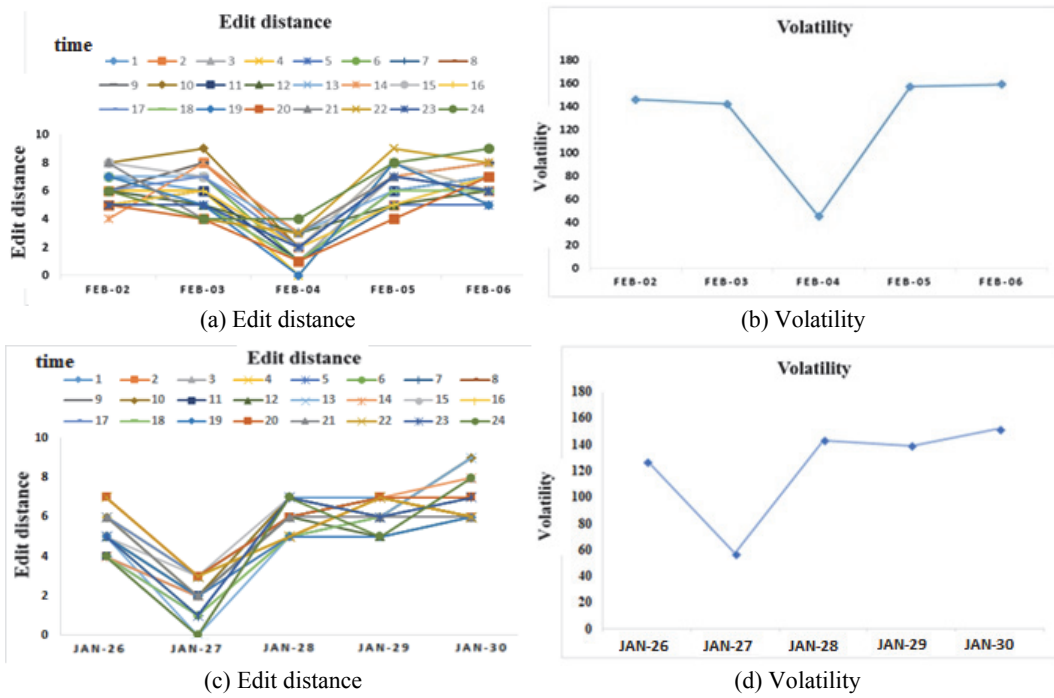 Edit distance
time
1 2 3 4 5 6 7 8
9 10 11 12 13 14 15 16
17 18 19 20 21 22 23 24
Edit distance
10
8
6
4
2
0
FEB-02 FEB-03 FEB-04 FEB-05 FEB-06
(a) Edit distance
Volatility
Volatility
180
160
140
120
100
80
60
40
20
0
FEB-02 FEB-03 FEB-04 FEB-05 FEB-06
(b) Volatility
Edit distance
time
1 2 3 4 5 6 7 8
9 10 11 12 13 14 15 16
17 18 19 20 21 22 23 24
Edit distance
10
8
6
4
2
0
JAN-26 JAN-27 JAN-28 JAN-29 JAN-30
(c) Edit distance
Volatility
Volatility
180
160
140
120
100
80
60
40
20
0
JAN-26 JAN-27 JAN-28 JAN-29 JAN-30
(d) Volatility